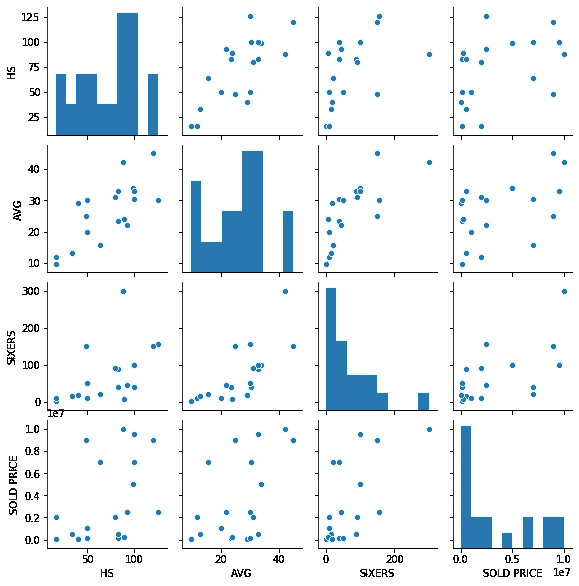 125
100
75
50
25
HS
40
30
20
10
AVG
300
200
100
0
SIXERS
1e7
1.0
0.8
0.6
0.4
0.2
0.0
SOLD PRICE
50 100
HS
20 40
AVG
0 200
SIXERS
0.0 0.5 1.0
SOLD PRICE 1e7